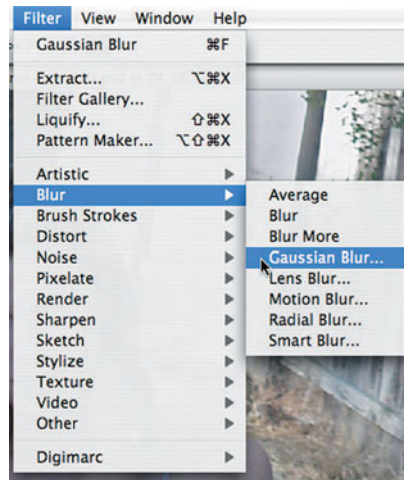 Filter View Window Help
Gaussian Blur ⌘F
Extract... ⌥⌘X
Filter Gallery...
Liquify... ⇧⌘X
Pattern Maker... ⌥⇧⌘X
Artistic
Blur
Brush Strokes
Distort
Noise
Pixelate
Render
Sharpen
Sketch
Stylize
Texture
Video
Other
Digimarc
Average
Blur
Blur More
Gaussian Blur...
Lens Blur...
Motion Blur...
Radial Blur...
Smart Blur...